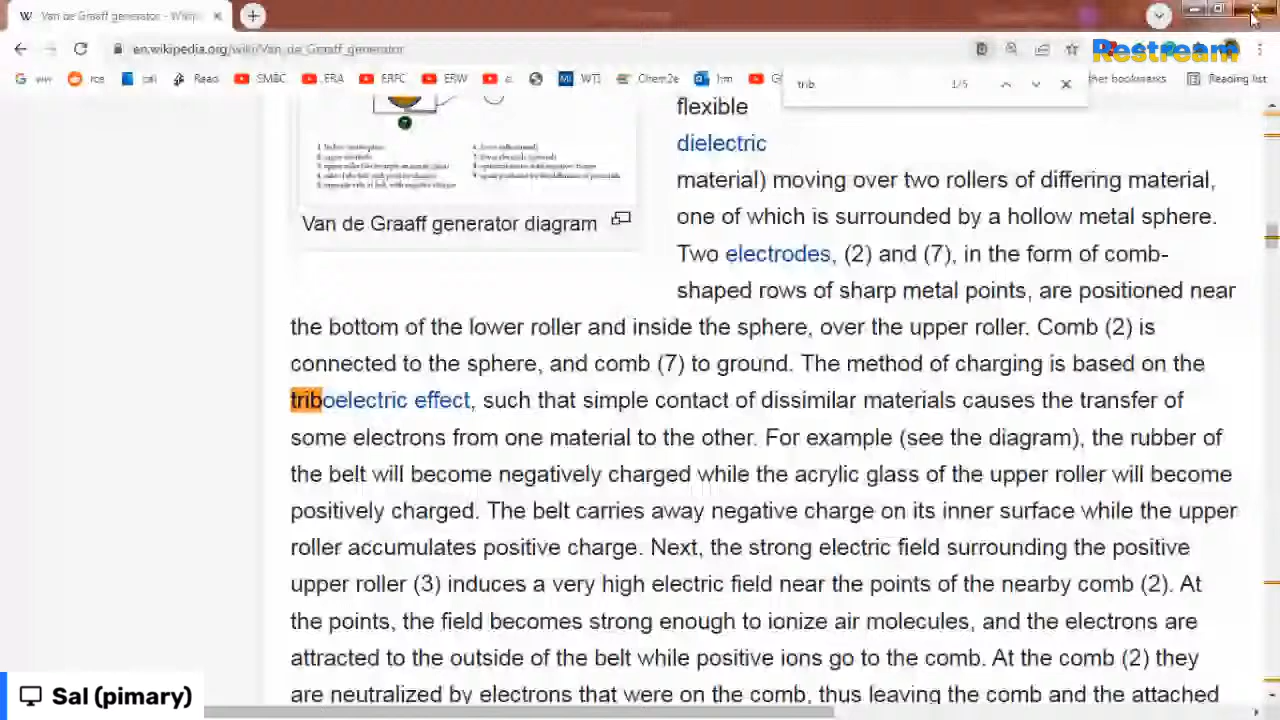 Van de Graaff generator - Wikip
en.wikipedia.org/wiki/Van_de_Graaff_generator
Restream
Read
SMBC
ERA
ERW
MI
WTI
Chem2e
other bookmarks
Reading list
trib
1/5
flexible
dielectric
material) moving over two rollers of differing material,
one of which is surrounded by a hollow metal sphere.
Van de Graaff generator diagram
Two electrodes, (2) and (7), in the form of comb-
shaped rows of sharp metal points, are positioned near
the bottom of the lower roller and inside the sphere, over the upper roller. Comb (2) is
connected to the sphere, and comb (7) to ground. The method of charging is based on the
triboelectric effect, such that simple contact of dissimilar materials causes the transfer of
some electrons from one material to the other. For example (see the diagram), the rubber of
the belt will become negatively charged while the acrylic glass of the upper roller will become
positively charged. The belt carries away negative charge on its inner surface while the upper
roller accumulates positive charge. Next, the strong electric field surrounding the positive
upper roller (3) induces a very high electric field near the points of the nearby comb (2). At
the points, the field becomes strong enough to ionize air molecules, and the electrons are
attracted to the outside of the belt while positive ions go to the comb. At the comb (2) they
are neutralized by electrons that were on the comb, thus leaving the comb and the attached
Sal (pimary)